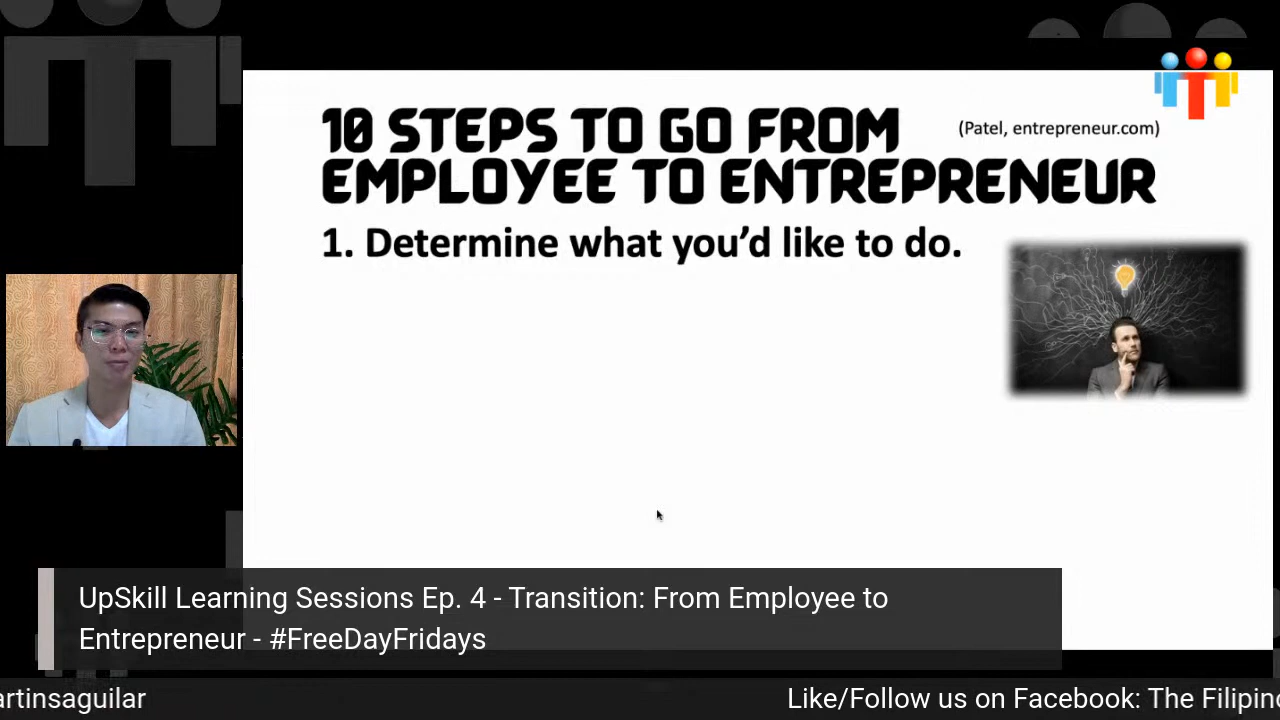 10 STEPS TO GO FROM
(Patel, entrepreneur.com)
EMPLOYEE TO ENTREPRENEUR
1. Determine what you’d like to do.
UpSkill Learning Sessions Ep. 4 - Transition: From Employee to
Entrepreneur - #FreeDayFridays
artinsaguilar
Like/Follow us on Facebook: The Filipin